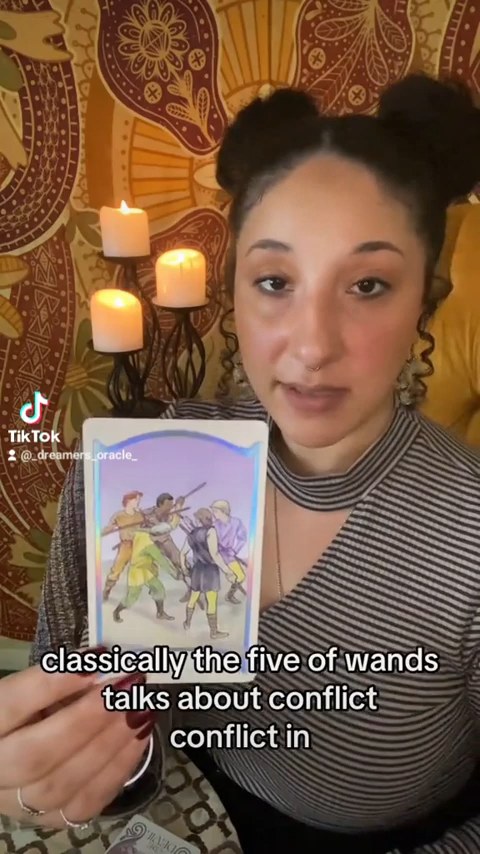 TikTok
@_dreamers_oracle_
classically the five of wands
talks about conflict
conflict in